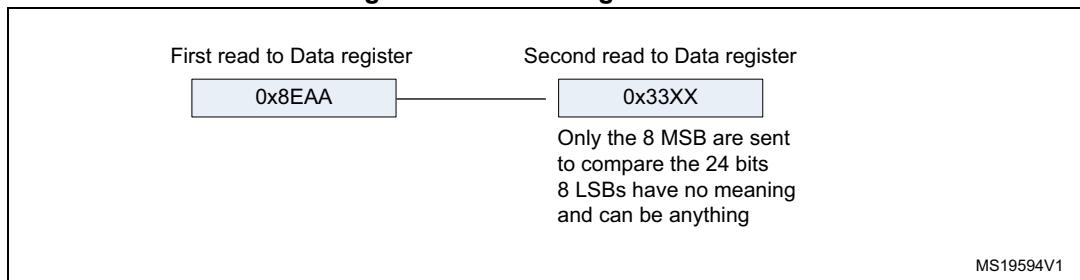 First read to Data register
Second read to Data register
0x8EAA
0x33XX
Only the 8 MSB are sent
to compare the 24 bits
8 LSBs have no meaning
and can be anything
MS19594V1